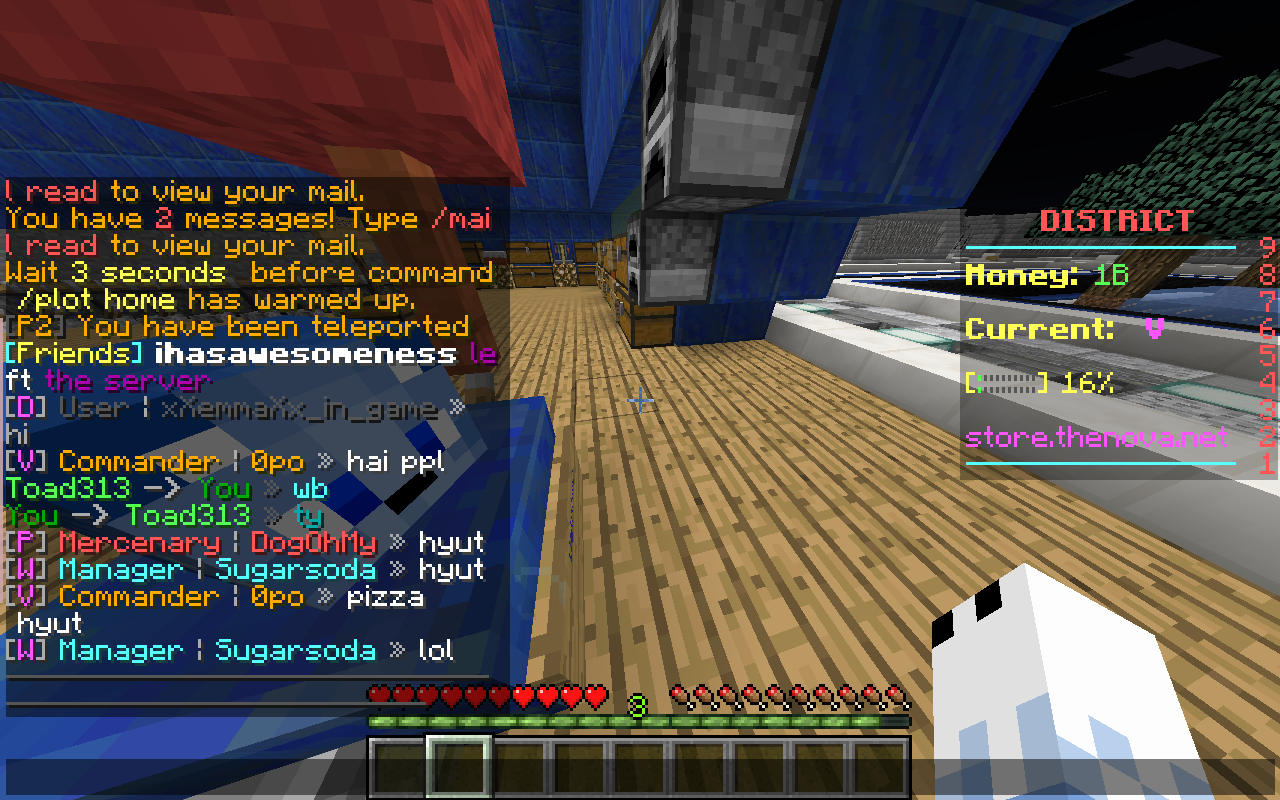 l read to view your mail.
You have 2 messages! Type /mai
l read to view your mail.
Wait 3 seconds  before command
 /plot home has warmed up.
[P2] You have been teleported
[Friends] ihasawesomeness le
ft the server
[D] User | xXemmaXx_in_game »
hi
[V] Commander | 0po » hai ppl
Toad313 —> You » wb
You —> Toad313 » ty
[P] Mercenary | DogOhMy » hyut
[W] Manager | Sugarsoda » hyut
[V] Commander | 0po » pizza
 hyut
[W] Manager | Sugarsoda » lol
DISTRICT
9
Money: 1B
8
7
Current: ♥
6
5
[::::::::::] 16%
4
3
store.thenova.net
2
1
3